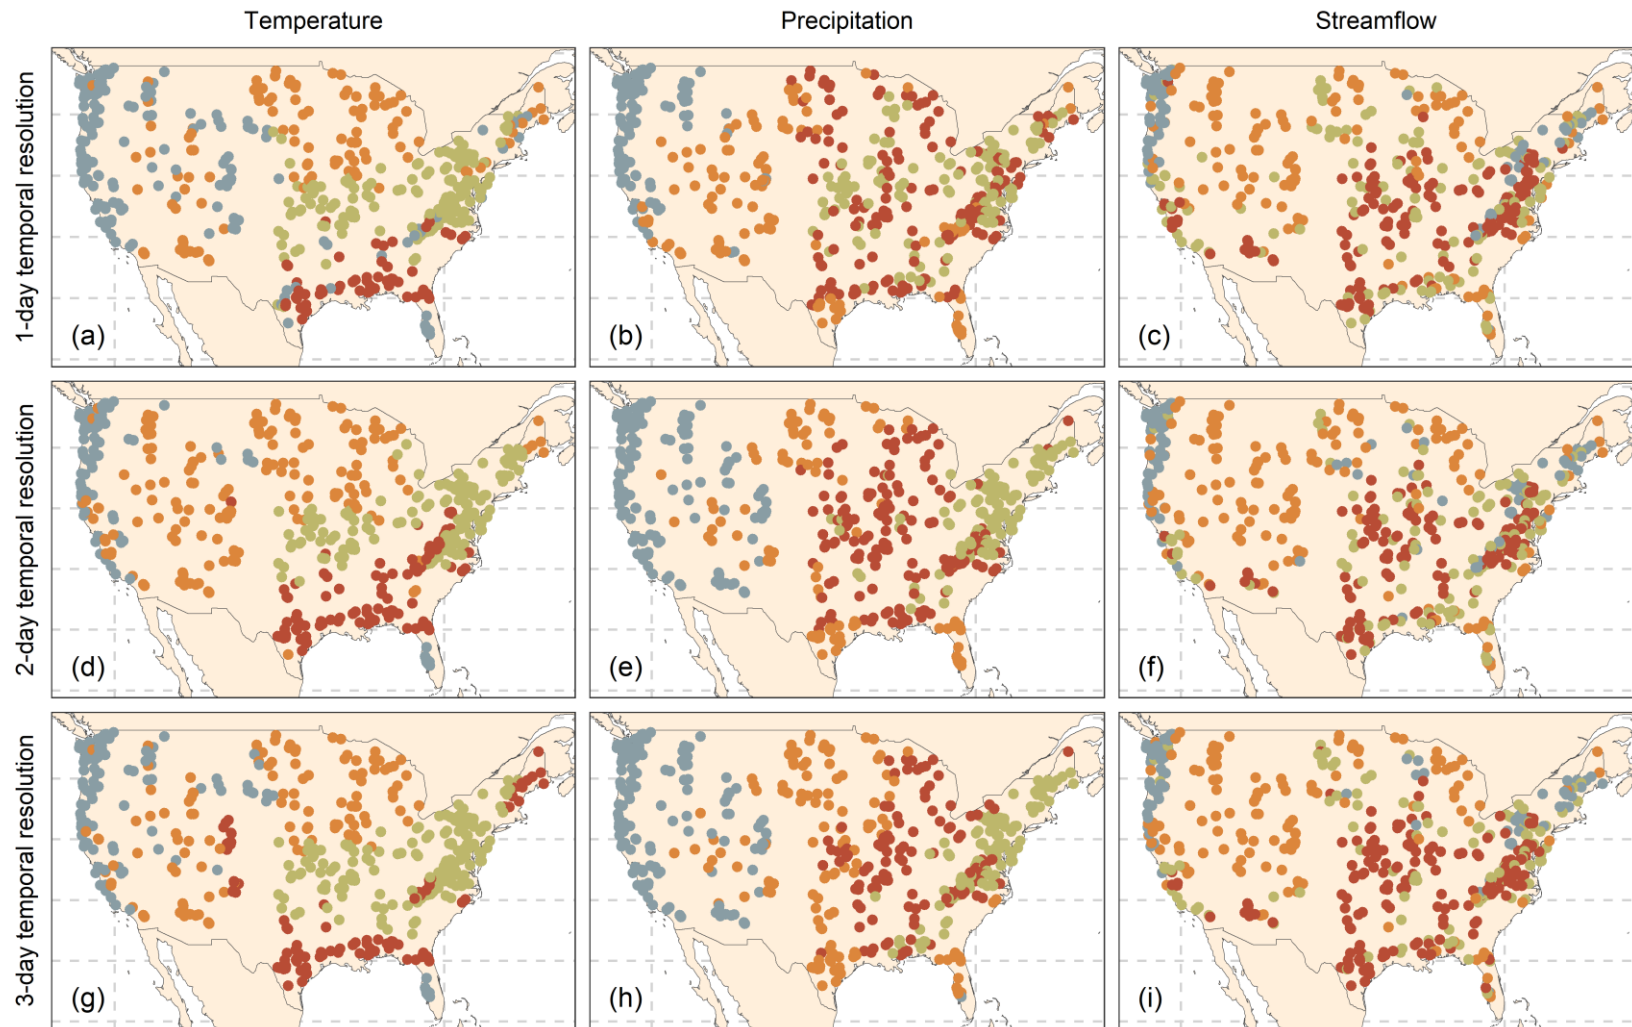 Temperature
Precipitation
Streamflow
1-day temporal resolution
(a)
(b)
(c)
2-day temporal resolution
(d)
(e)
(f)
3-day temporal resolution
(g)
(h)
(i)